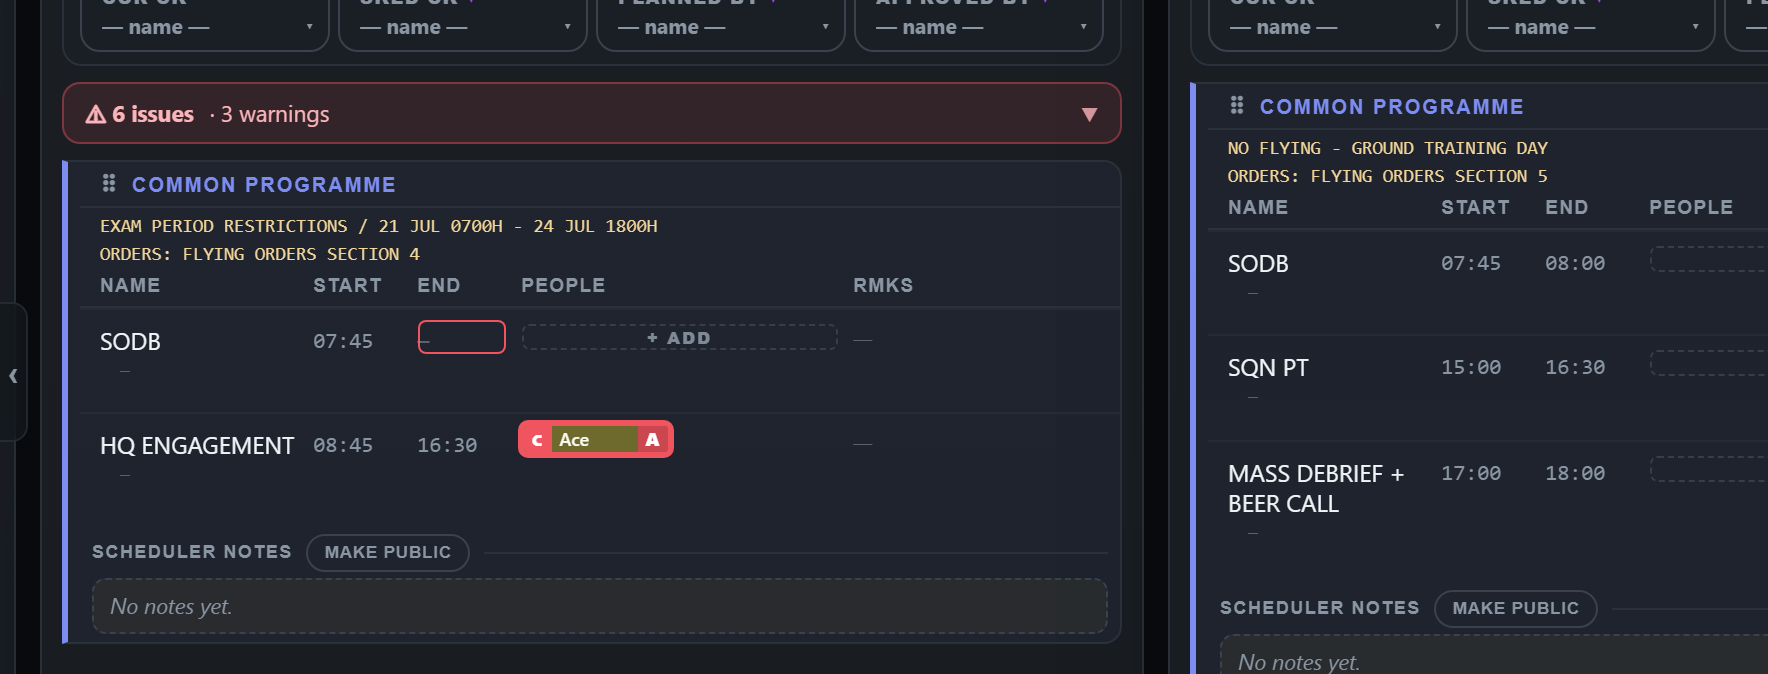 — name —
— name —
— name —
— name —
6 issues · 3 warnings
COMMON PROGRAMME
EXAM PERIOD RESTRICTIONS / 21 JUL 0700H - 24 JUL 1800H
ORDERS: FLYING ORDERS SECTION 4
NAME START END PEOPLE RMKS
SODB 07:45 — + ADD —
—
HQ ENGAGEMENT 08:45 16:30 C Ace A —
—
SCHEDULER NOTES MAKE PUBLIC
No notes yet.
— name —
— name —
COMMON PROGRAMME
NO FLYING - GROUND TRAINING DAY
ORDERS: FLYING ORDERS SECTION 5
NAME START END PEOPLE
SODB 07:45 08:00
—
SQN PT 15:00 16:30
—
MASS DEBRIEF + 17:00 18:00
BEER CALL
—
SCHEDULER NOTES MAKE PUBLIC
No notes yet.